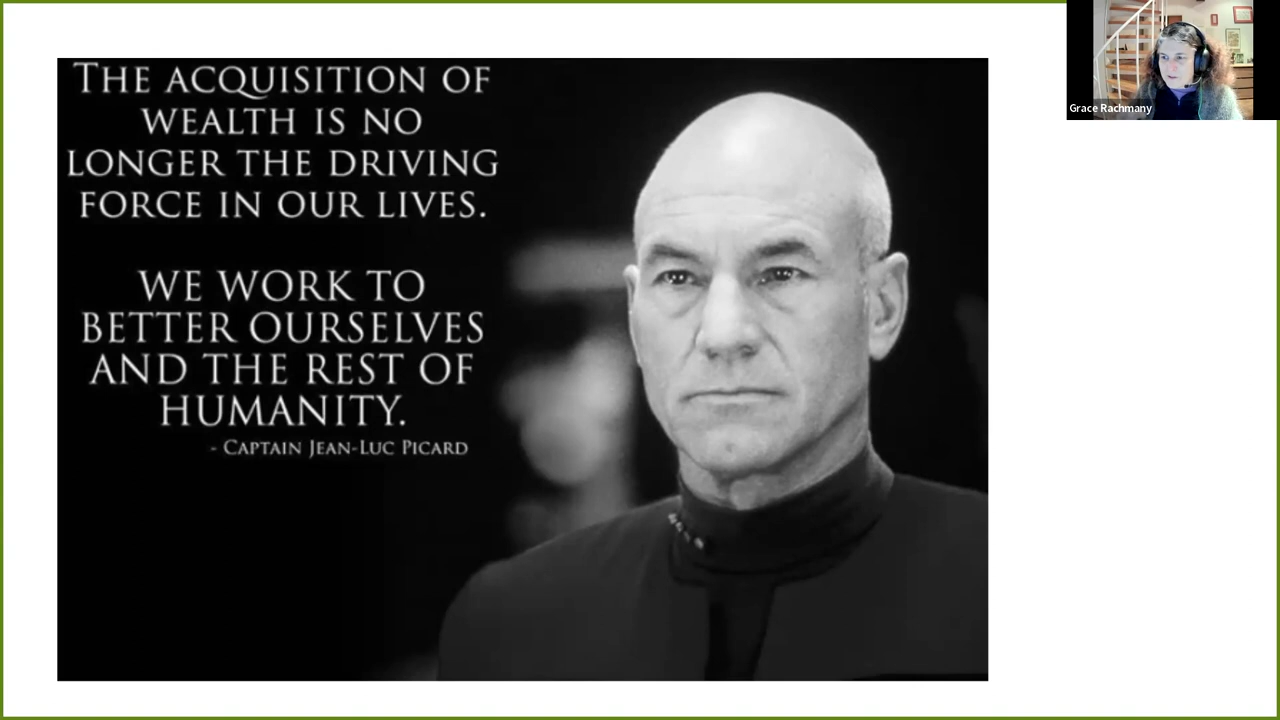 THE ACQUISITION OF
WEALTH IS NO
LONGER THE DRIVING
FORCE IN OUR LIVES.
WE WORK TO
BETTER OURSELVES
AND THE REST OF
HUMANITY.
- CAPTAIN JEAN-LUC PICARD
Grace Rachmany